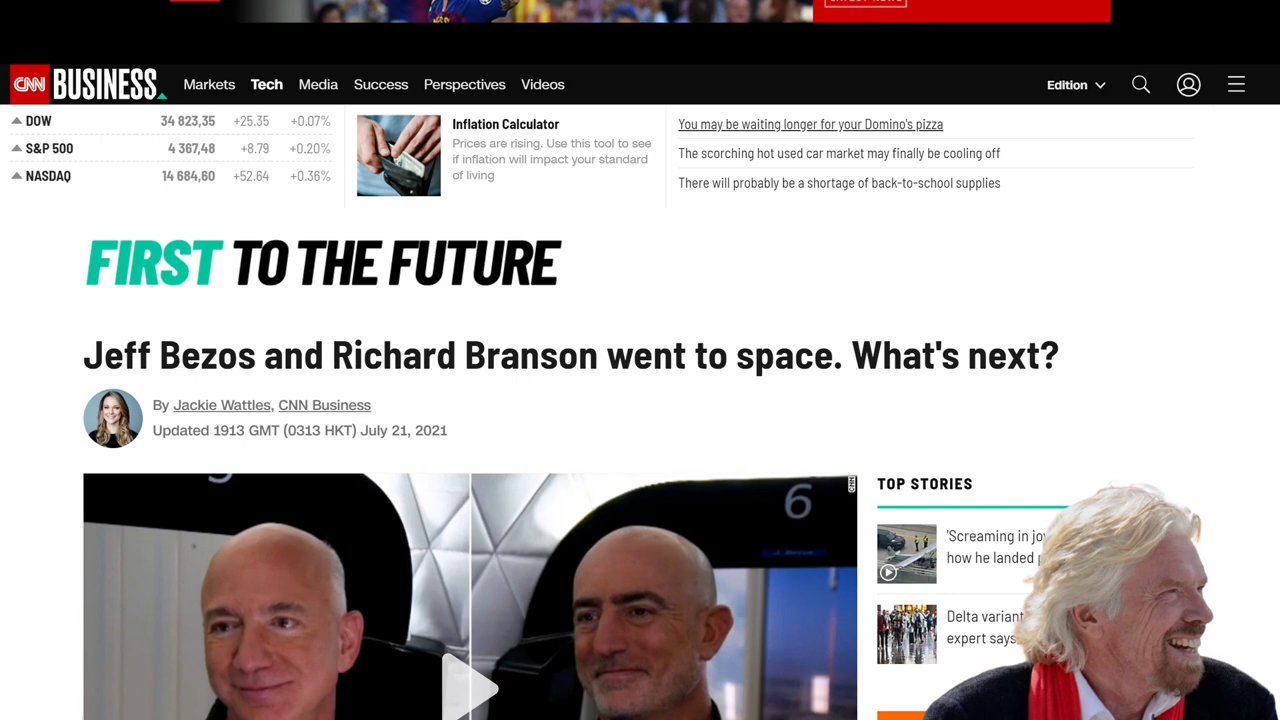 LATEST NEWS
CNN BUSINESS Markets Tech Media Success Perspectives Videos Edition
DOW 34 823,35 +25.35 +0.07%
S&P 500 4 367,48 +8.79 +0.20%
NASDAQ 14 684,60 +52.64 +0.36%
Inflation Calculator
Prices are rising. Use this tool to see
if inflation will impact your standard
of living
You may be waiting longer for your Domino's pizza
The scorching hot used car market may finally be cooling off
There will probably be a shortage of back-to-school supplies
FIRST TO THE FUTURE
Jeff Bezos and Richard Branson went to space. What's next?
By Jackie Wattles, CNN Business
Updated 1913 GMT (0313 HKT) July 21, 2021
6
CNN
TOP STORIES
'Screaming in
how he landed
Delta variant
expert says